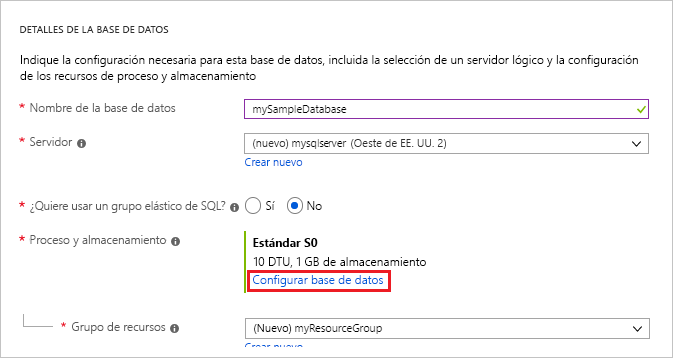 DETALLES DE LA BASE DE DATOS
Indique la configuración necesaria para esta base de datos, incluida la selección de un servidor lógico y la configuración
de los recursos de proceso y almacenamiento
* Nombre de la base de datos
mySampleDatabase
* Servidor
(nuevo) mysqlserver (Oeste de EE. UU. 2)
Crear nuevo
* ¿Quiere usar un grupo elástico de SQL?
Sí
No
* Proceso y almacenamiento
Estándar S0
10 DTU, 1 GB de almacenamiento
Configurar base de datos
* Grupo de recursos
(Nuevo) myResourceGroup
Crear nuevo